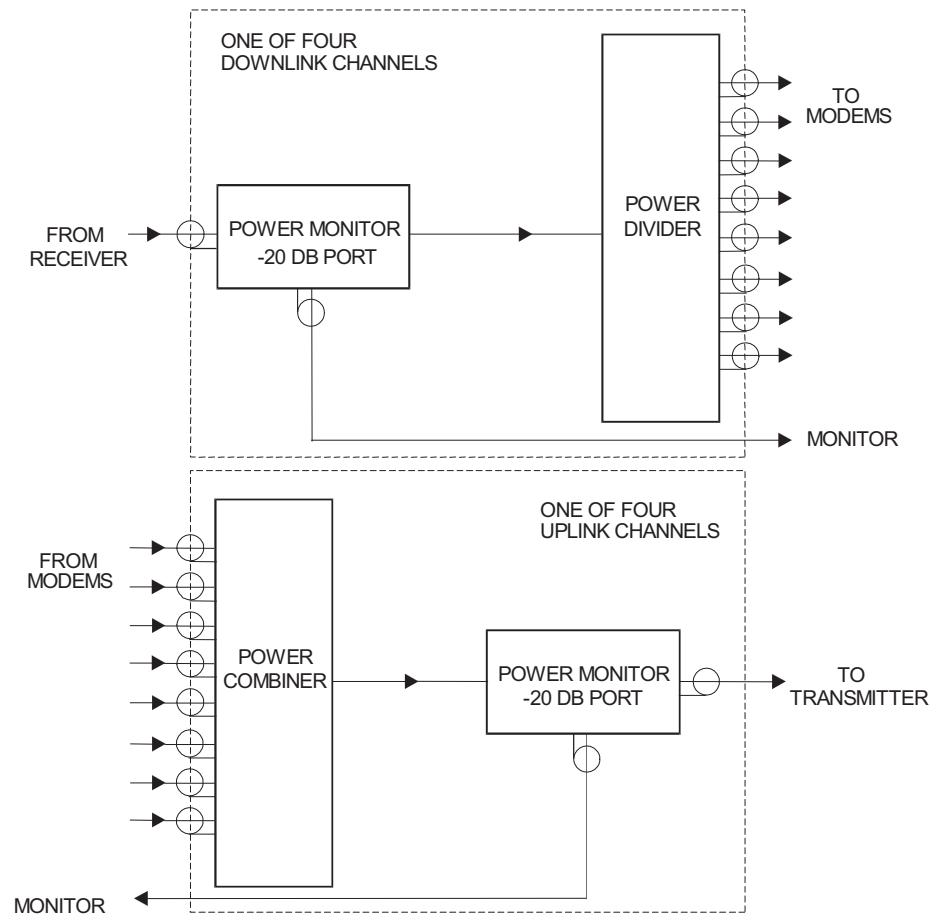 ONE OF FOUR
DOWNLINK CHANNELS
TO
MODEMS
POWER MONITOR
-20 DB PORT
POWER
DIVIDER
FROM
RECEIVER
MONITOR
ONE OF FOUR
UPLINK CHANNELS
FROM
MODEMS
POWER
COMBINER
POWER MONITOR
-20 DB PORT
TO
TRANSMITTER
MONITOR